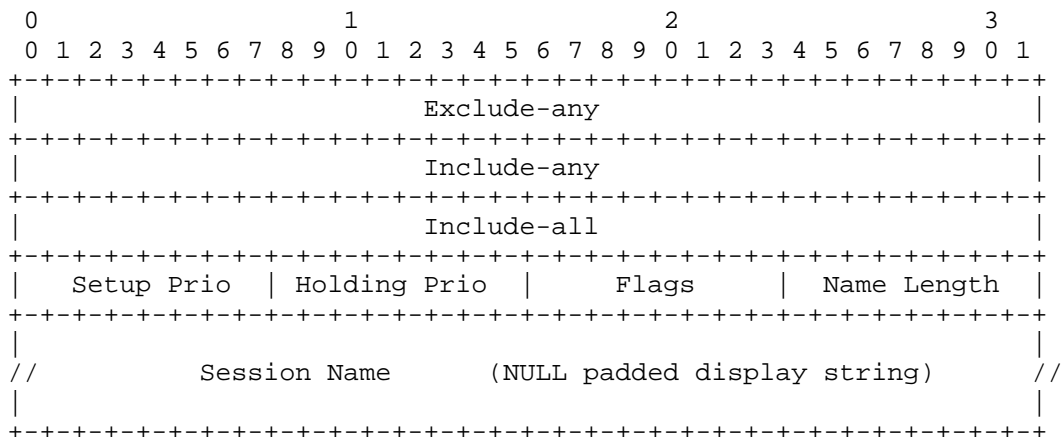 0                   1                   2                   3
 0 1 2 3 4 5 6 7 8 9 0 1 2 3 4 5 6 7 8 9 0 1 2 3 4 5 6 7 8 9 0 1
+-+-+-+-+-+-+-+-+-+-+-+-+-+-+-+-+-+-+-+-+-+-+-+-+-+-+-+-+-+-+-+-+
|                         Exclude-any                           |
+-+-+-+-+-+-+-+-+-+-+-+-+-+-+-+-+-+-+-+-+-+-+-+-+-+-+-+-+-+-+-+-+
|                         Include-any                           |
+-+-+-+-+-+-+-+-+-+-+-+-+-+-+-+-+-+-+-+-+-+-+-+-+-+-+-+-+-+-+-+-+
|                         Include-all                           |
+-+-+-+-+-+-+-+-+-+-+-+-+-+-+-+-+-+-+-+-+-+-+-+-+-+-+-+-+-+-+-+-+
|   Setup Prio  | Holding Prio  |     Flags     |  Name Length  |
+-+-+-+-+-+-+-+-+-+-+-+-+-+-+-+-+-+-+-+-+-+-+-+-+-+-+-+-+-+-+-+-+
|                                                               |
//          Session Name      (NULL padded display string)      //
|                                                               |
+-+-+-+-+-+-+-+-+-+-+-+-+-+-+-+-+-+-+-+-+-+-+-+-+-+-+-+-+-+-+-+-+